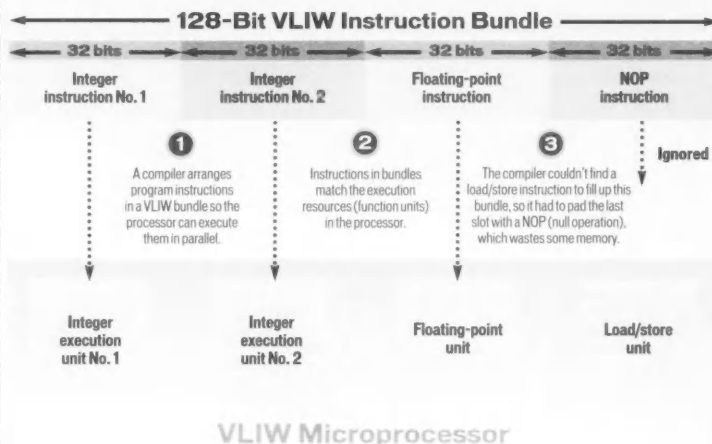 128-Bit VLIW Instruction Bundle
32 bits 32 bits 32 bits 32 bits
Integer
instruction No. 1
Integer
instruction No. 2
Floating-point
instruction
NOP
instruction
1
A compiler arranges
program instructions
in a VLIW bundle so the
processor can execute
them in parallel.
2
Instructions in bundles
match the execution
resources (function units)
in the processor.
3
The compiler couldn't find a
load/store instruction to fill up this
bundle, so it had to pad the last
slot with a NOP (null operation),
which wastes some memory.
Ignored
Integer
execution
unit No. 1
Integer
execution
unit No. 2
Floating-point
unit
Load/store
unit
VLIW Microprocessor